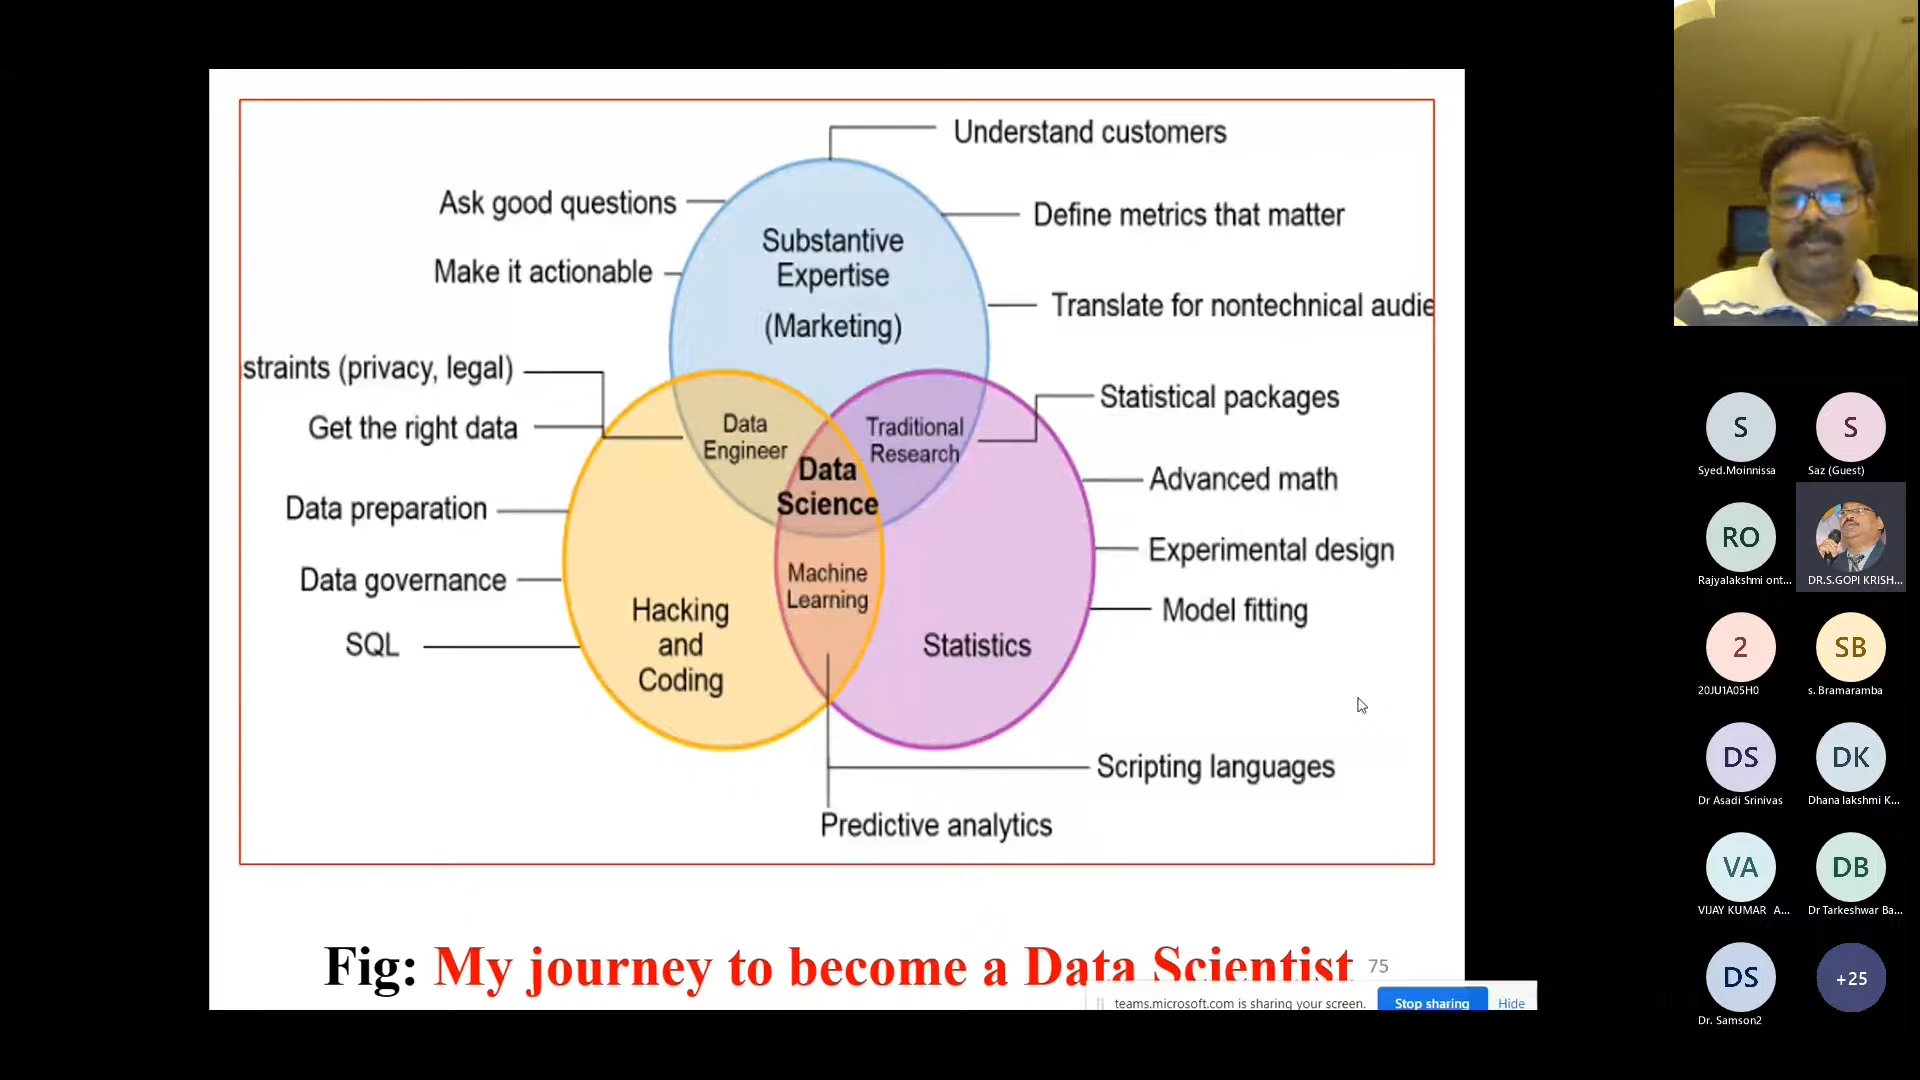 Understand customers
Ask good questions
Define metrics that matter
Substantive
Expertise
(Marketing)
Make it actionable
Translate for nontechnical audie
straints (privacy, legal)
Get the right data
Statistical packages
Data
Engineer
Traditional
Research
Data
Science
Data preparation
Advanced math
Data governance
Experimental design
Machine
Learning
Hacking
and
Coding
Statistics
Model fitting
SQL
Scripting languages
Predictive analytics
Fig: My journey to become a Data Scientist
75
teams.microsoft.com is sharing your screen.
Stop sharing
Hide
S
Syed.Moinnissa
S
Saz (Guest)
RO
Rajyalakshmi ont...
DR.S.GOPI KRISH...
2
20JU1A05H0
SB
s. Bramaramba
DS
Dr Asadi Srinivas
DK
Dhana lakshmi K...
VA
VIJAY KUMAR A...
DB
Dr Tarkeshwar Ba...
DS
Dr. Samson2
+25